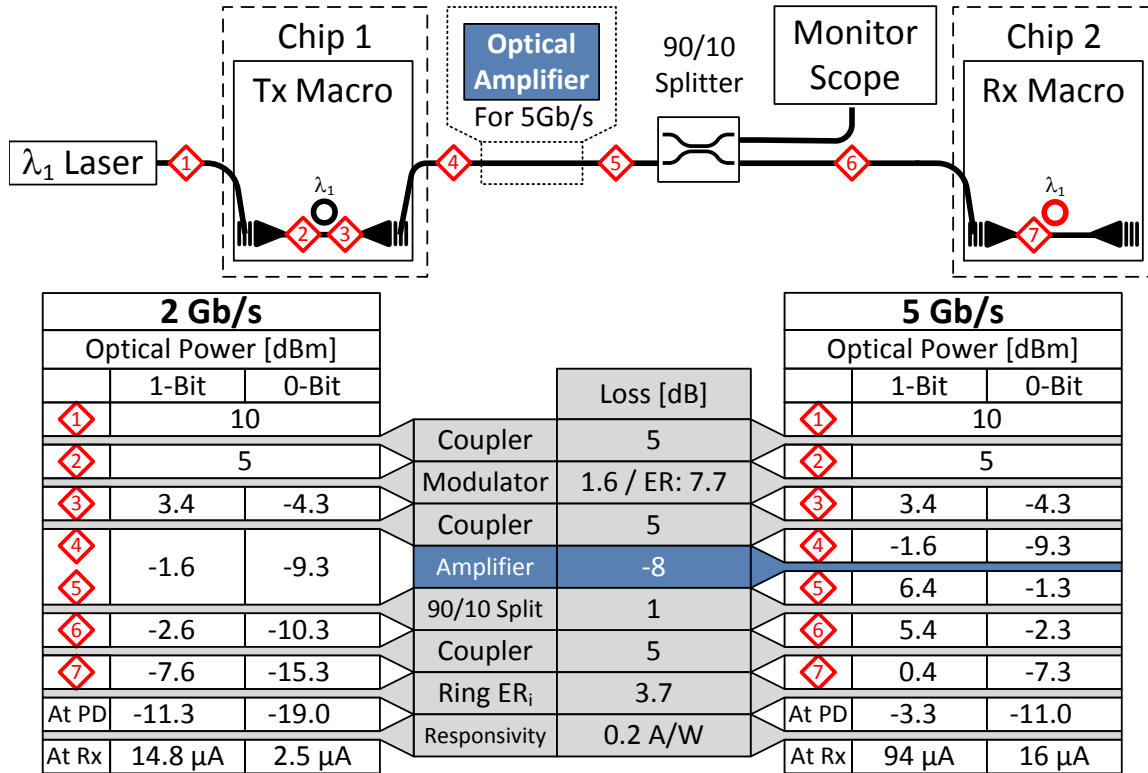 Chip 1
Tx Macro
Optical
Amplifier
For 5Gb/s
90/10
Splitter
Monitor
Scope
Chip 2
Rx Macro
λ1 Laser
1
λ1
2
3
4
5
6
λ1
7
2 Gb/s
Optical Power [dBm]
1-Bit 0-Bit
1 10
2 5
3 3.4 -4.3
4
5
-1.6 -9.3
6 -2.6 -10.3
7 -7.6 -15.3
At PD -11.3 -19.0
At Rx 14.8 μA 2.5 μA
Loss [dB]
Coupler 5
Modulator 1.6 / ER: 7.7
Coupler 5
Amplifier -8
90/10 Split 1
Coupler 5
Ring ERi 3.7
Responsivity 0.2 A/W
5 Gb/s
Optical Power [dBm]
1-Bit 0-Bit
1 10
2 5
3 3.4 -4.3
4 -1.6 -9.3
5 6.4 -1.3
6 5.4 -2.3
7 0.4 -7.3
At PD -3.3 -11.0
At Rx 94 μA 16 μA